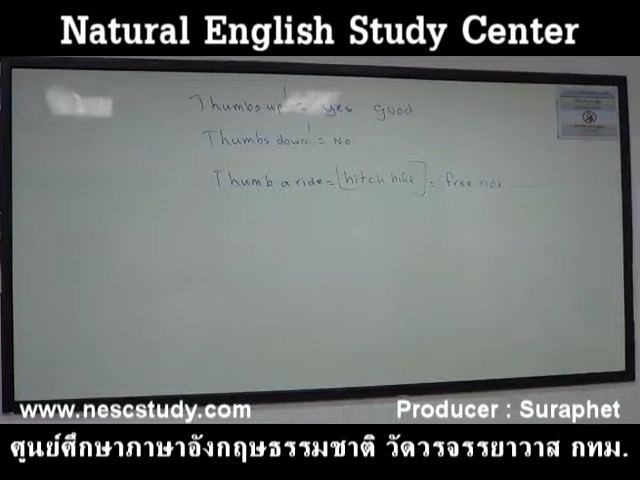 Natural English Study Center
Thumbs up! = yes good
Thumbs down! = No
Thumb a ride = [hitch hike] = free ride
www.nescstudy.com
Producer : Suraphet
ศูนย์ศึกษาภาษาอังกฤษธรรมชาติ วัดวรจรรยาวาส กทม.